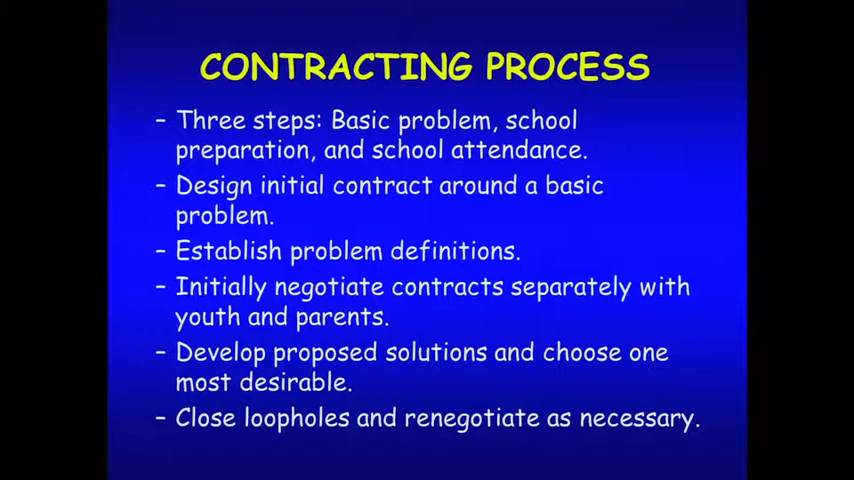 CONTRACTING PROCESS
– Three steps: Basic problem, school
preparation, and school attendance.
– Design initial contract around a basic
problem.
– Establish problem definitions.
– Initially negotiate contracts separately with
youth and parents.
– Develop proposed solutions and choose one
most desirable.
– Close loopholes and renegotiate as necessary.